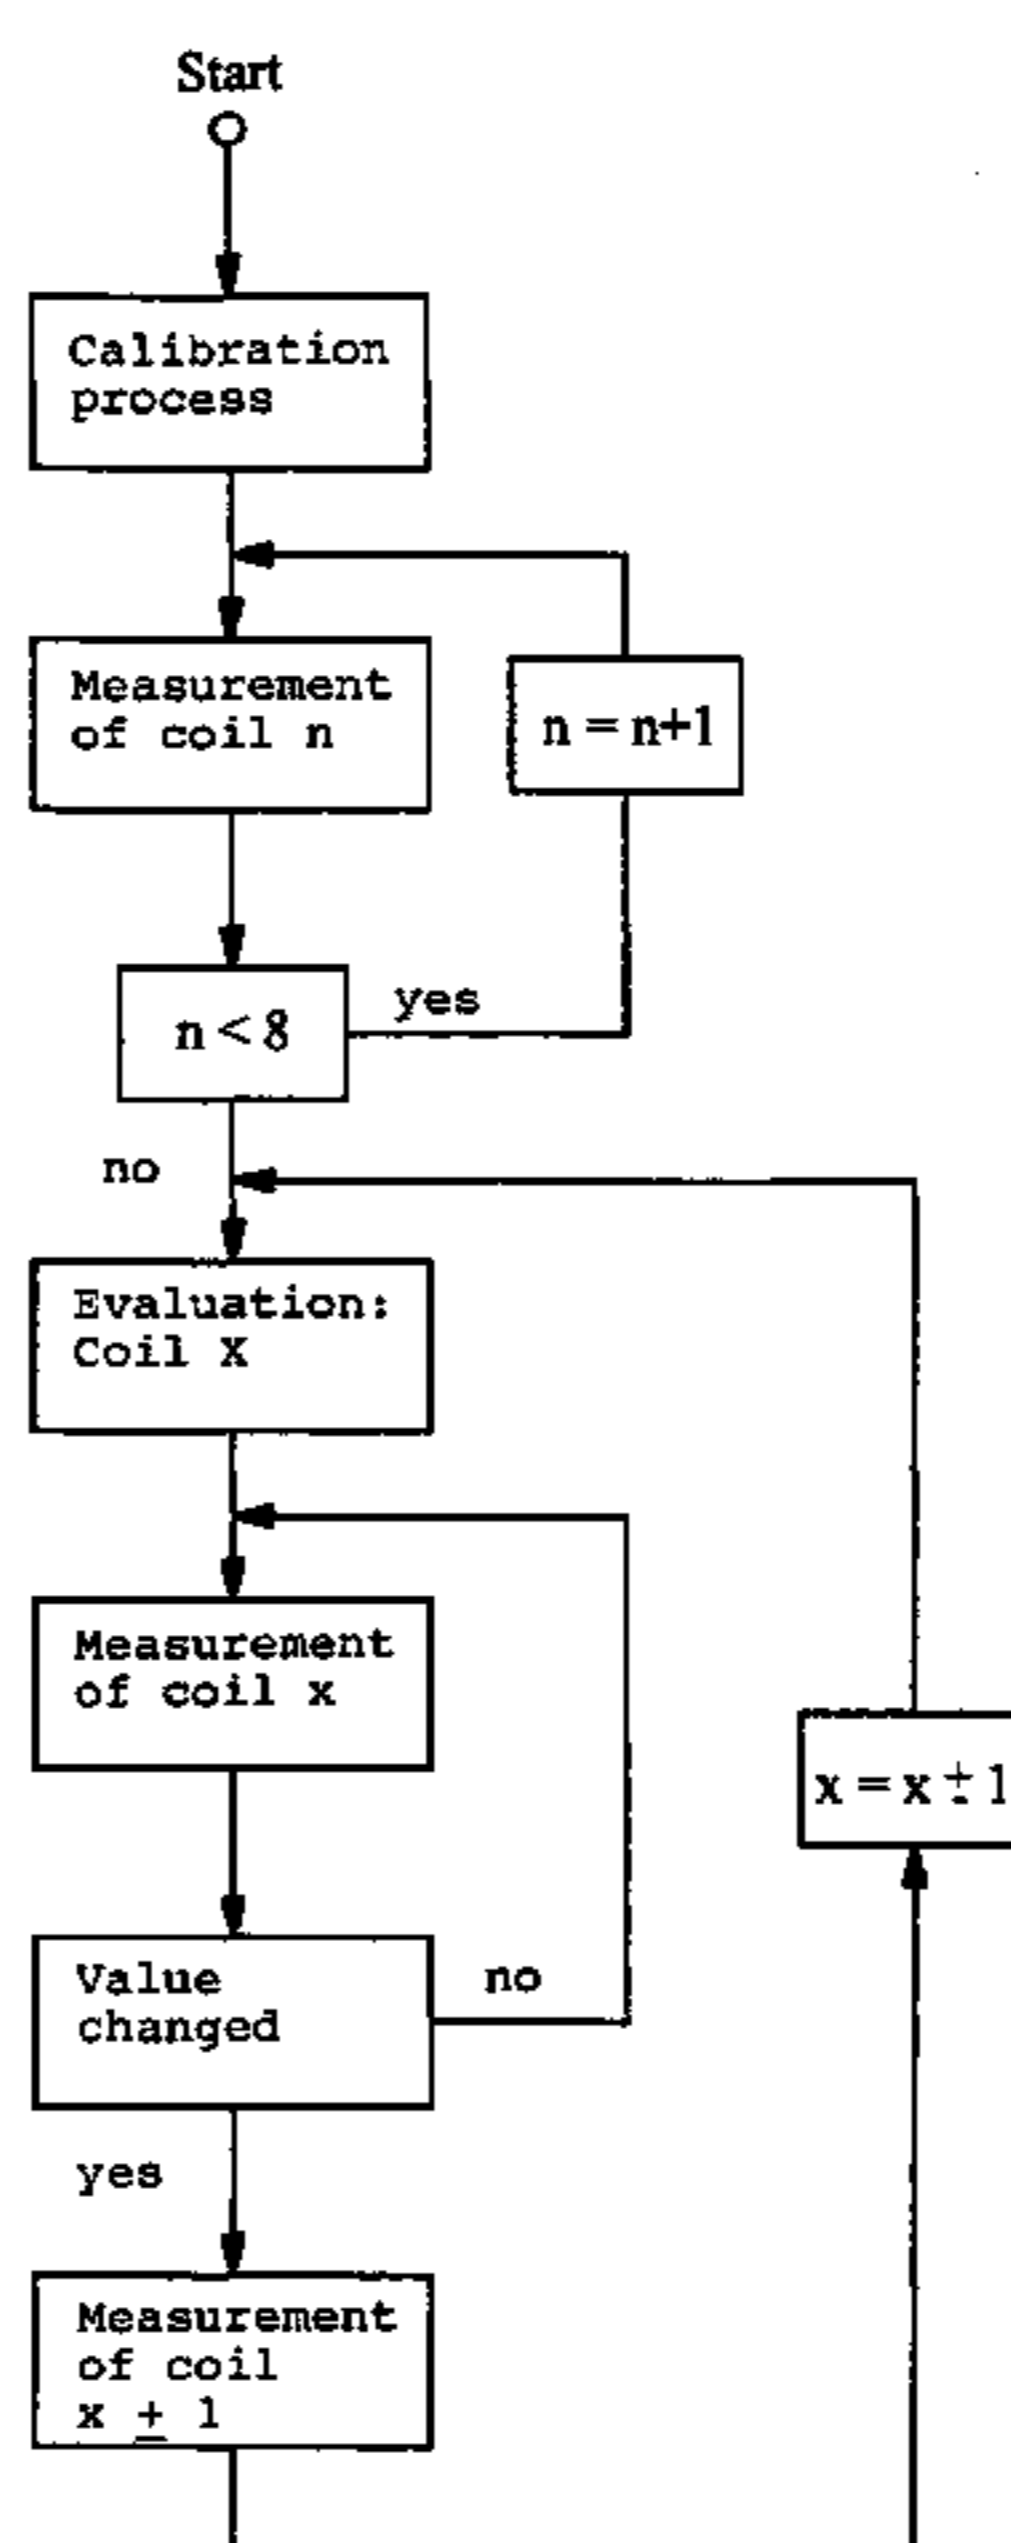 Start
Calibration
process
Measurement
of coil n
n = n+1
n < 8
yes
no
Evaluation:
Coil X
Measurement
of coil x
x = x ± 1
Value
changed
no
yes
Measurement
of coil
x ± 1